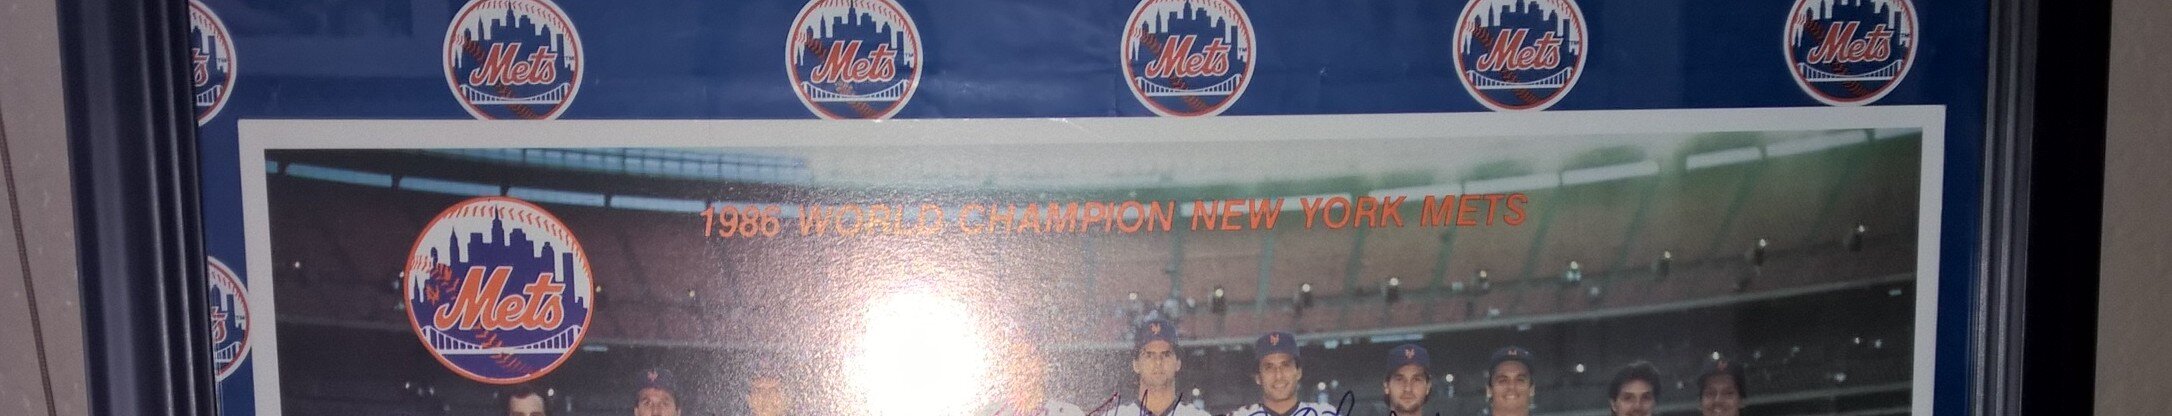 Mets Mets Mets Mets Mets
1986 WORLD CHAMPION NEW YORK METS
Mets